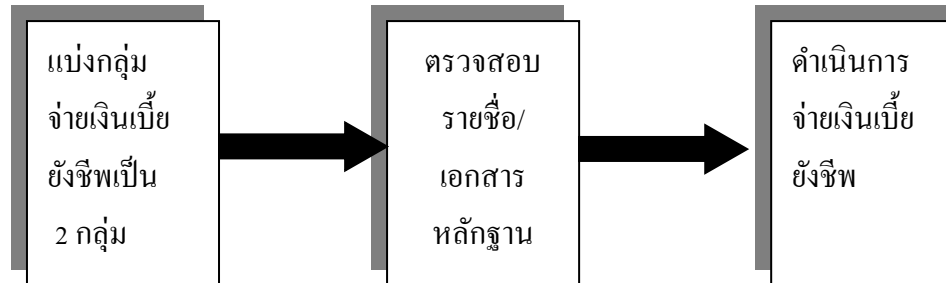 แบ่งกลุ่ม
จ่ายเงินเบี้ย
ยังชีพเป็น
2 กลุ่ม
ตรวจสอบ
รายชื่อ/
เอกสาร
หลักฐาน
ดำเนินการ
จ่ายเงินเบี้ย
ยังชีพ